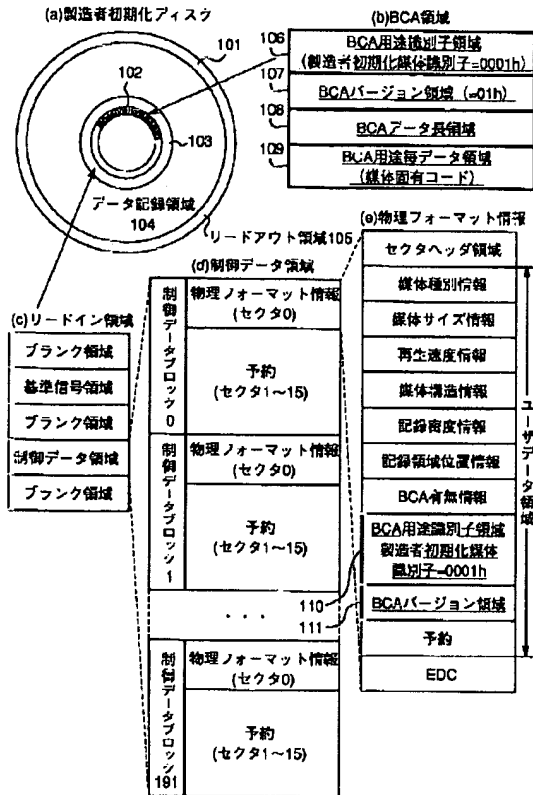 (a)製造者初期化ディスク
101
102
103
データ記録領域
104
リードアウト領域105
(b)BCA領域
106
BCA用途識別子領域
(製造者初期化媒体識別子=0001h)
107
BCAバージョン領域 (=01h)
108
BCAデータ長領域
109
BCA用途毎データ領域
(媒体固有コード)
(c)リードイン領域
ブランク領域
基準信号領域
ブランク領域
制御データ領域
ブランク領域
(d)制御データ領域
制御データブロック0
物理フォーマット情報
(セクタ0)
予約
(セクタ1~15)
制御データブロック1
物理フォーマット情報
(セクタ0)
予約
(セクタ1~15)
・・・
制御データブロック191
物理フォーマット情報
(セクタ0)
予約
(セクタ1~15)
(e)物理フォーマット情報
セクタヘッダ領域
媒体種別情報
媒体サイズ情報
再生速度情報
媒体構造情報
記録密度情報
記録領域位置情報
BCA有無情報
BCA用途識別子領域
製造者初期化媒体
識別子=0001h
110
BCAバージョン領域
111
予約
EDC
ユーザデータ領域